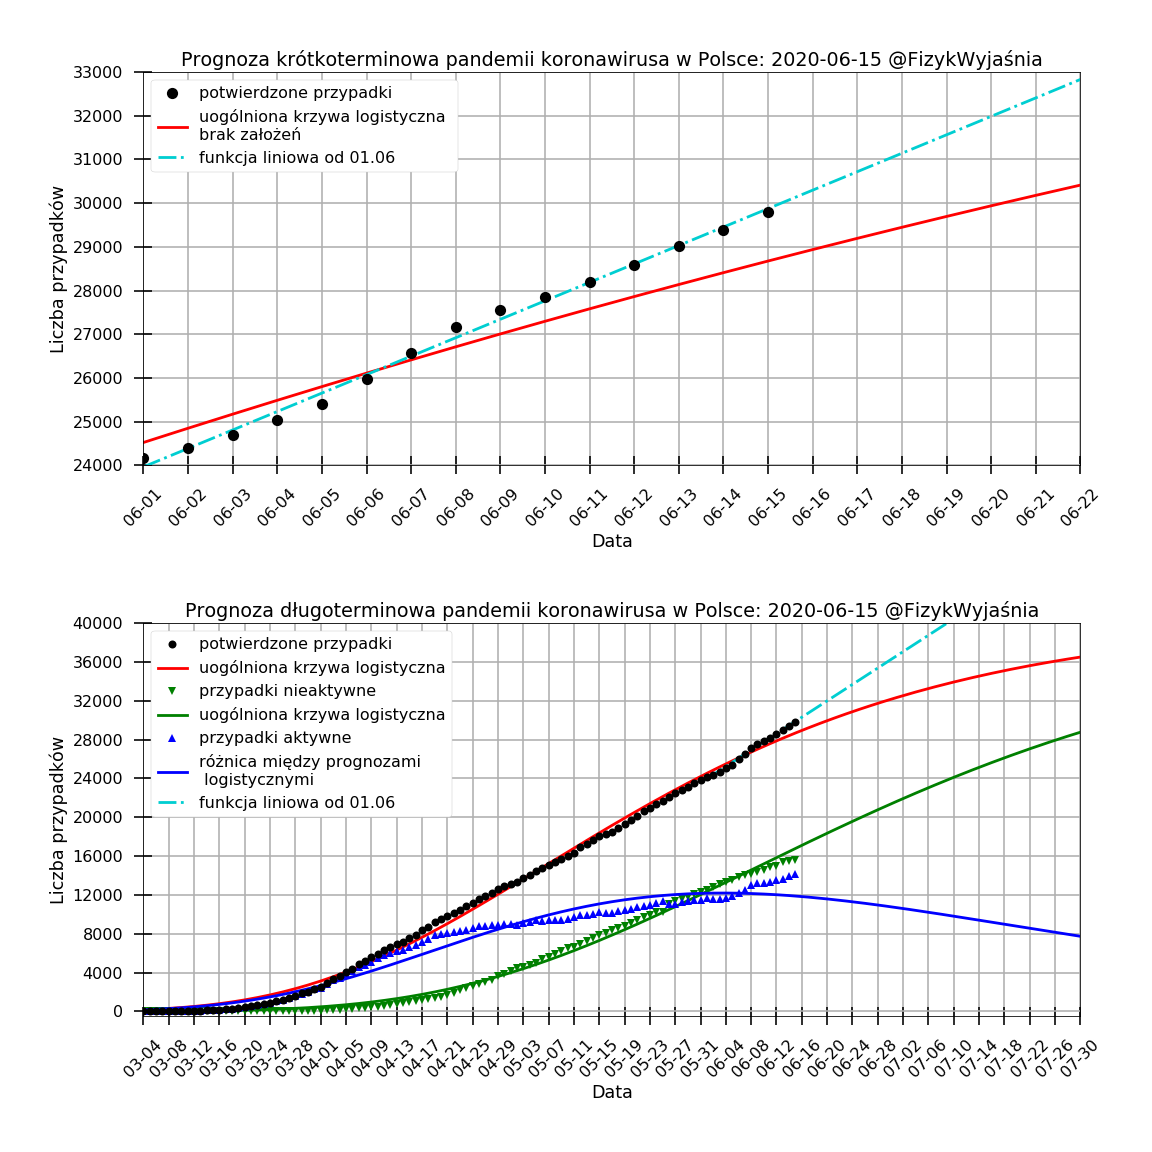 Prognoza krótkoterminowa pandemii koronawirusa w Polsce: 2020-06-15 @FizykWyjaśnia
33000
32000
31000
30000
29000
28000
27000
26000
25000
24000
Liczba przypadków
potwierdzone przypadki
uogólniona krzywa logistyczna
brak założeń
funkcja liniowa od 01.06
06-01 06-02 06-03 06-04 06-05 06-06 06-07 06-08 06-09 06-10 06-11 06-12 06-13 06-14 06-15 06-16 06-17 06-18 06-19 06-20 06-21 06-22
Data
Prognoza długoterminowa pandemii koronawirusa w Polsce: 2020-06-15 @FizykWyjaśnia
40000
36000
32000
28000
24000
20000
16000
12000
8000
4000
0
Liczba przypadków
potwierdzone przypadki
uogólniona krzywa logistyczna
przypadki nieaktywne
uogólniona krzywa logistyczna
przypadki aktywne
różnica między prognozami
logistycznymi
funkcja liniowa od 01.06
03-04 03-08 03-12 03-16 03-20 03-24 03-28 04-01 04-05 04-09 04-13 04-17 04-21 04-25 04-29 05-03 05-07 05-11 05-15 05-19 05-23 05-27 05-31 06-04 06-08 06-12 06-16 06-20 06-24 06-28 07-02 07-06 07-10 07-14 07-18 07-22 07-26 07-30
Data